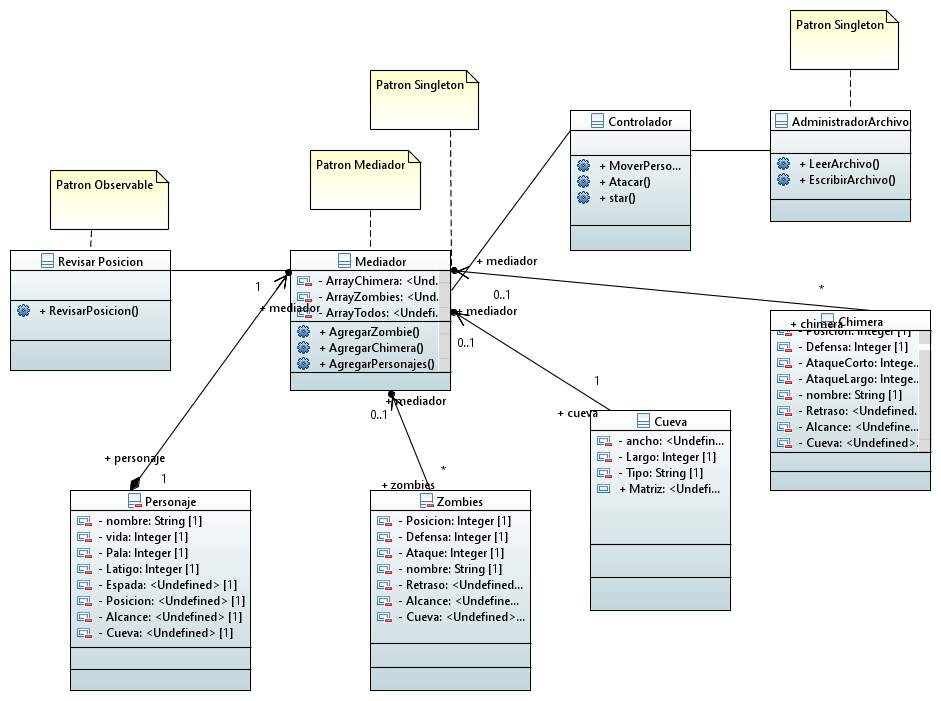 Patron Singleton
Patron Singleton
Patron Mediador
Patron Observable
Controlador
+ MoverPerso...
+ Atacar()
+ star()
AdministradorArchivo
+ LeerArchivo()
+ EscribirArchivo()
Revisar Posicion
+ RevisarPosicion()
Mediador
- ArrayChimera: <Und.
- ArrayZombies: <Und.
- ArrayTodos: <Undefi.
+ AgregarZombie()
+ AgregarChimera()
+ AgregarPersonajes()
+ mediador
0..1
*
1
+ mediador
+ mediador
0..1
+ chimera
Chimera
- Posicion: Integer [1]
- Defensa: Integer [1]
- AtaqueCorto: Intege..
- AtaqueLargo: Intege..
- nombre: String [1]
- Retraso: <Undefined.
- Alcance: <Undefine...
- Cueva: <Undefined>.
1
+ cueva
Cueva
- ancho: <Undefin...
- Largo: Integer [1]
- Tipo: String [1]
+ Matriz: <Undefi...
+ mediador
0..1
+ personaje
1
*
+ zombies
Personaje
- nombre: String [1]
- vida: Integer [1]
- Pala: Integer [1]
- Latigo: Integer [1]
- Espada: <Undefined> [1]
- Posicion: <Undefined> [1]
- Alcance: <Undefined> [1]
- Cueva: <Undefined> [1]
Zombies
- Posicion: Integer [1]
- Defensa: Integer [1]
- Ataque: Integer [1]
- nombre: String [1]
- Retraso: <Undefined...
- Alcance: <Undefine...
- Cueva: <Undefined>...